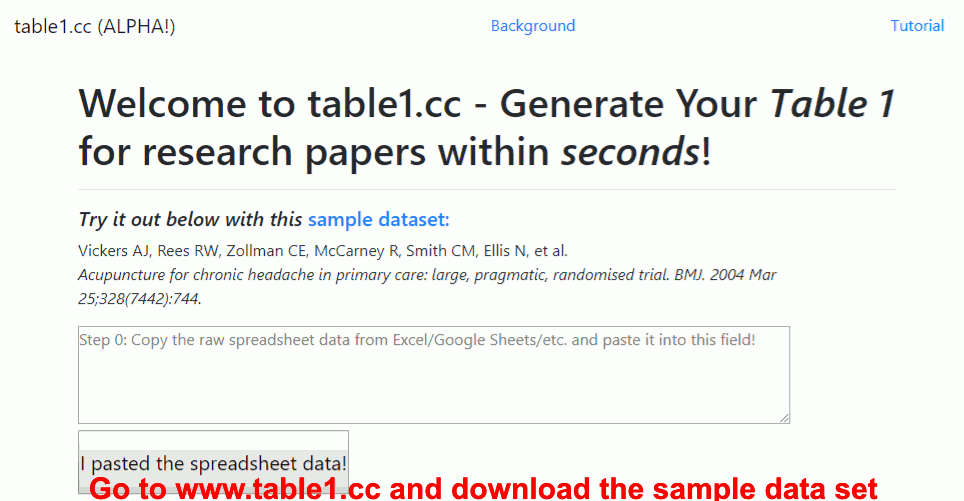 table1.cc (ALPHA!) Background Tutorial
Welcome to table1.cc - Generate Your Table 1
for research papers within seconds!
Try it out below with this sample dataset:
Vickers AJ, Rees RW, Zollman CE, McCarney R, Smith CM, Ellis N, et al.
Acupuncture for chronic headache in primary care: large, pragmatic, randomised trial. BMJ. 2004 Mar
25;328(7442):744.
Step 0: Copy the raw spreadsheet data from Excel/Google Sheets/etc. and paste it into this field!
I pasted the spreadsheet data!
Go to www.table1.cc and download the sample data set